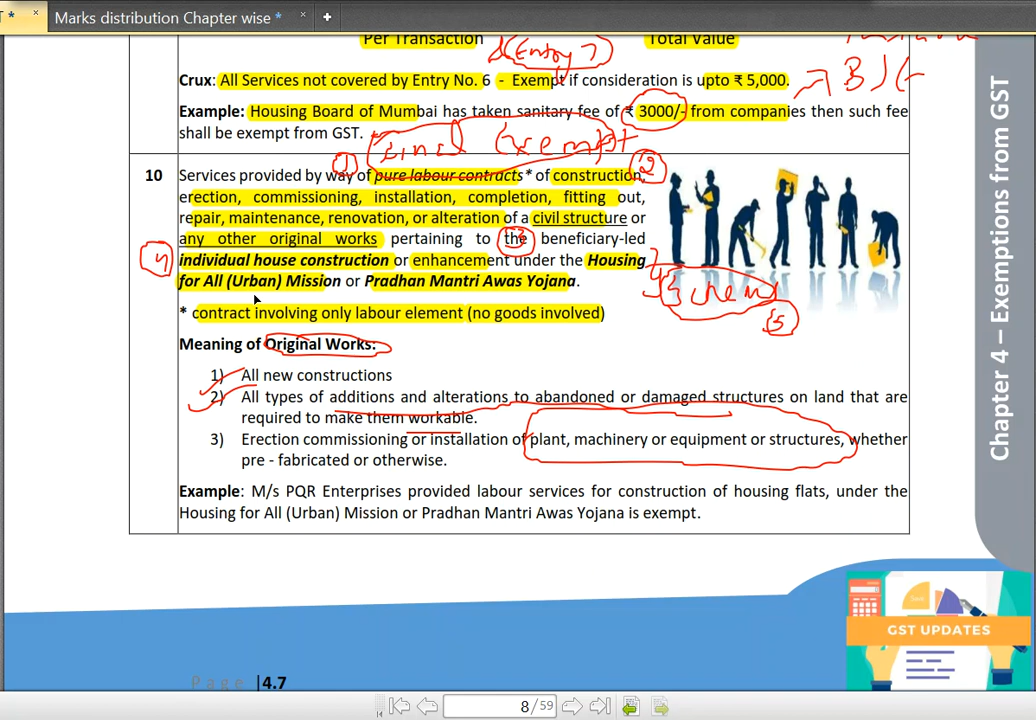 Marks distribution Chapter wise *
Per Transaction
Total Value
(Entry 7)
Crux: All Services not covered by Entry No. 6 - Exempt if consideration is upto ₹ 5,000.
Example: Housing Board of Mumbai has taken sanitary fee of ₹ 3000/- from companies then such fee
shall be exempt from GST.
Exempt
1
2
10
Services provided by way of pure labour contracts* of construction,
erection, commissioning, installation, completion, fitting out,
repair, maintenance, renovation, or alteration of a civil structure or
any other original works pertaining to the beneficiary-led
3
4
individual house construction or enhancement under the Housing
for All (Urban) Mission or Pradhan Mantri Awas Yojana.
5
* contract involving only labour element (no goods involved)
Meaning of Original Works:
1) All new constructions
2) All types of additions and alterations to abandoned or damaged structures on land that are
required to make them workable.
3) Erection commissioning or installation of plant, machinery or equipment or structures, whether
pre - fabricated or otherwise.
Example: M/s PQR Enterprises provided labour services for construction of housing flats, under the
Housing for All (Urban) Mission or Pradhan Mantri Awas Yojana is exempt.
Chapter 4 – Exemptions from GST
GST UPDATES
Page |4.7
8 /59